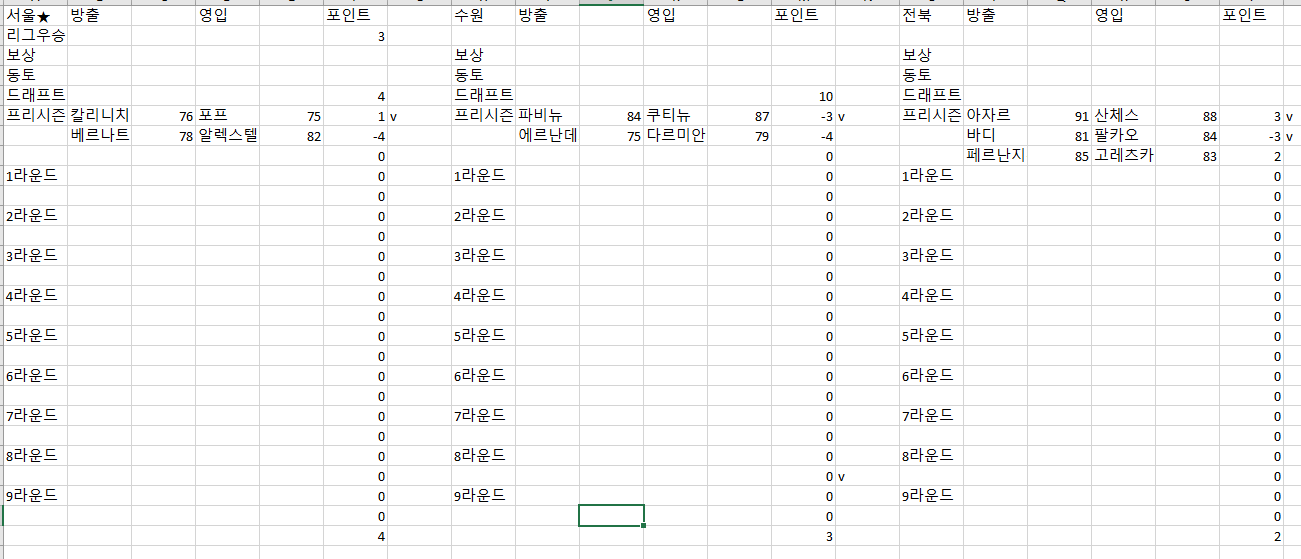 서울★ 방출 영입 포인트 수원 방출 영입 포인트 전북 방출 영입 포인트
리그우승 3
보상 보상 보상
동토 동토 동토
드래프트 4 드래프트 10 드래프트
프리시즌 칼리니치 76 포프 75 1 v 프리시즌 파비뉴 84 쿠티뉴 87 -3 v 프리시즌 아자르 91 산체스 88 3 v
베르나트 78 알렉스텔 82 -4 에르난데 75 다르미안 79 -4 바디 81 팔카오 84 -3 v
0 0 페르난지 85 고레츠카 83 2
1라운드 0 1라운드 0 1라운드 0
0 0 0
2라운드 0 2라운드 0 2라운드 0
0 0 0
3라운드 0 3라운드 0 3라운드 0
0 0 0
4라운드 0 4라운드 0 4라운드 0
0 0 0
5라운드 0 5라운드 0 5라운드 0
0 0 0
6라운드 0 6라운드 0 6라운드 0
0 0 0
7라운드 0 7라운드 0 7라운드 0
0 0 0
8라운드 0 8라운드 0 8라운드 0
0 0 v 0
9라운드 0 9라운드 0 9라운드 0
0 0 0
4 3 2